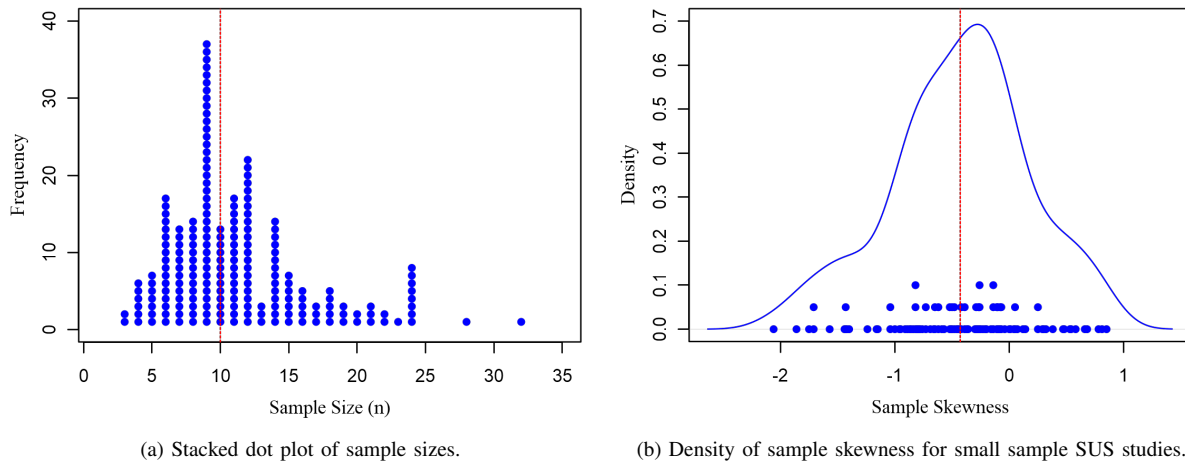 40
30
20
10
0
Frequency
0 5 10 15 20 25 30 35
Sample Size (n)
(a) Stacked dot plot of sample sizes.
0.7
0.6
0.5
0.4
0.3
0.2
0.1
0.0
Density
-2 -1 0 1
Sample Skewness
(b) Density of sample skewness for small sample SUS studies.